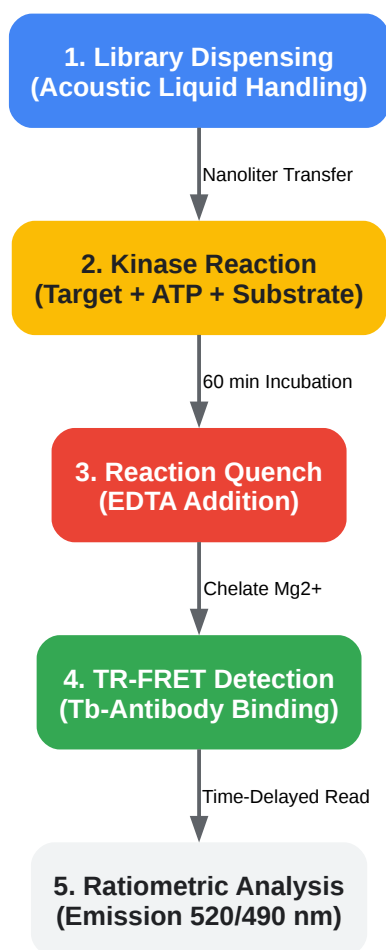 1. Library Dispensing
(Acoustic Liquid Handling)
Nanoliter Transfer
2. Kinase Reaction
(Target + ATP + Substrate)
60 min Incubation
3. Reaction Quench
(EDTA Addition)
Chelate Mg2+
4. TR-FRET Detection
(Tb-Antibody Binding)
Time-Delayed Read
5. Ratiometric Analysis
(Emission 520/490 nm)